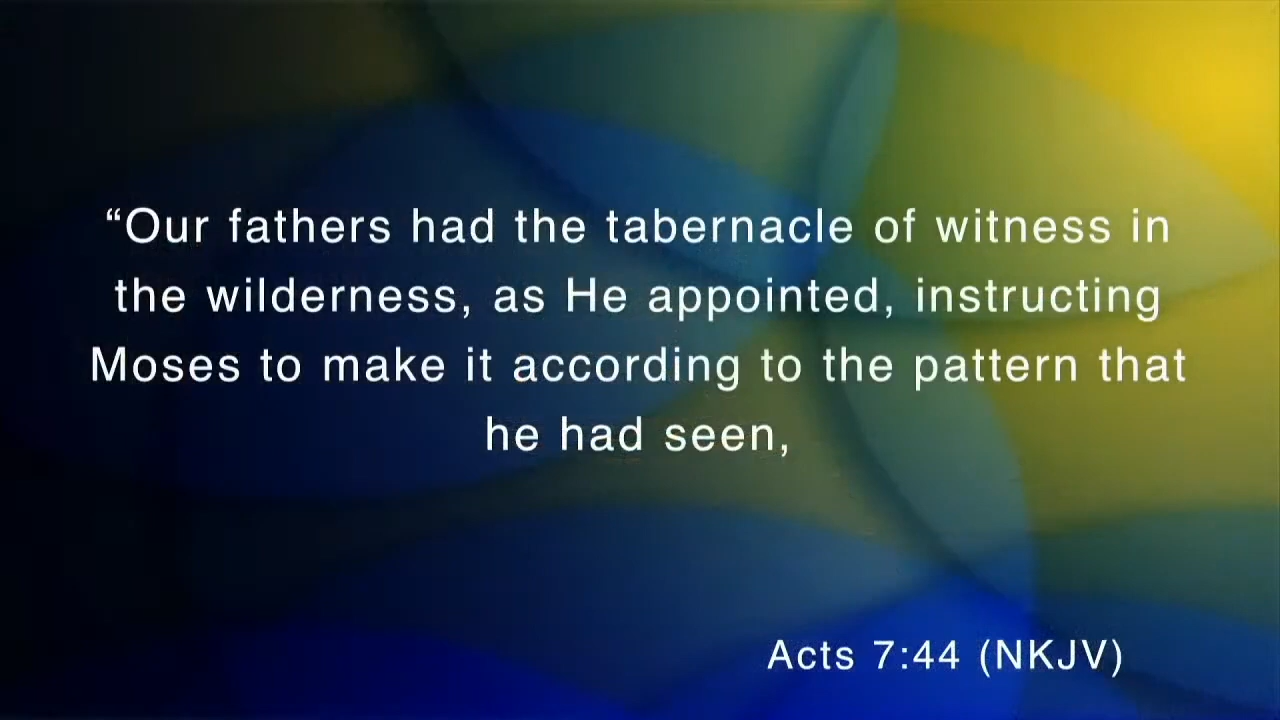 “Our fathers had the tabernacle of witness in
the wilderness, as He appointed, instructing
Moses to make it according to the pattern that
he had seen,
Acts 7:44 (NKJV)